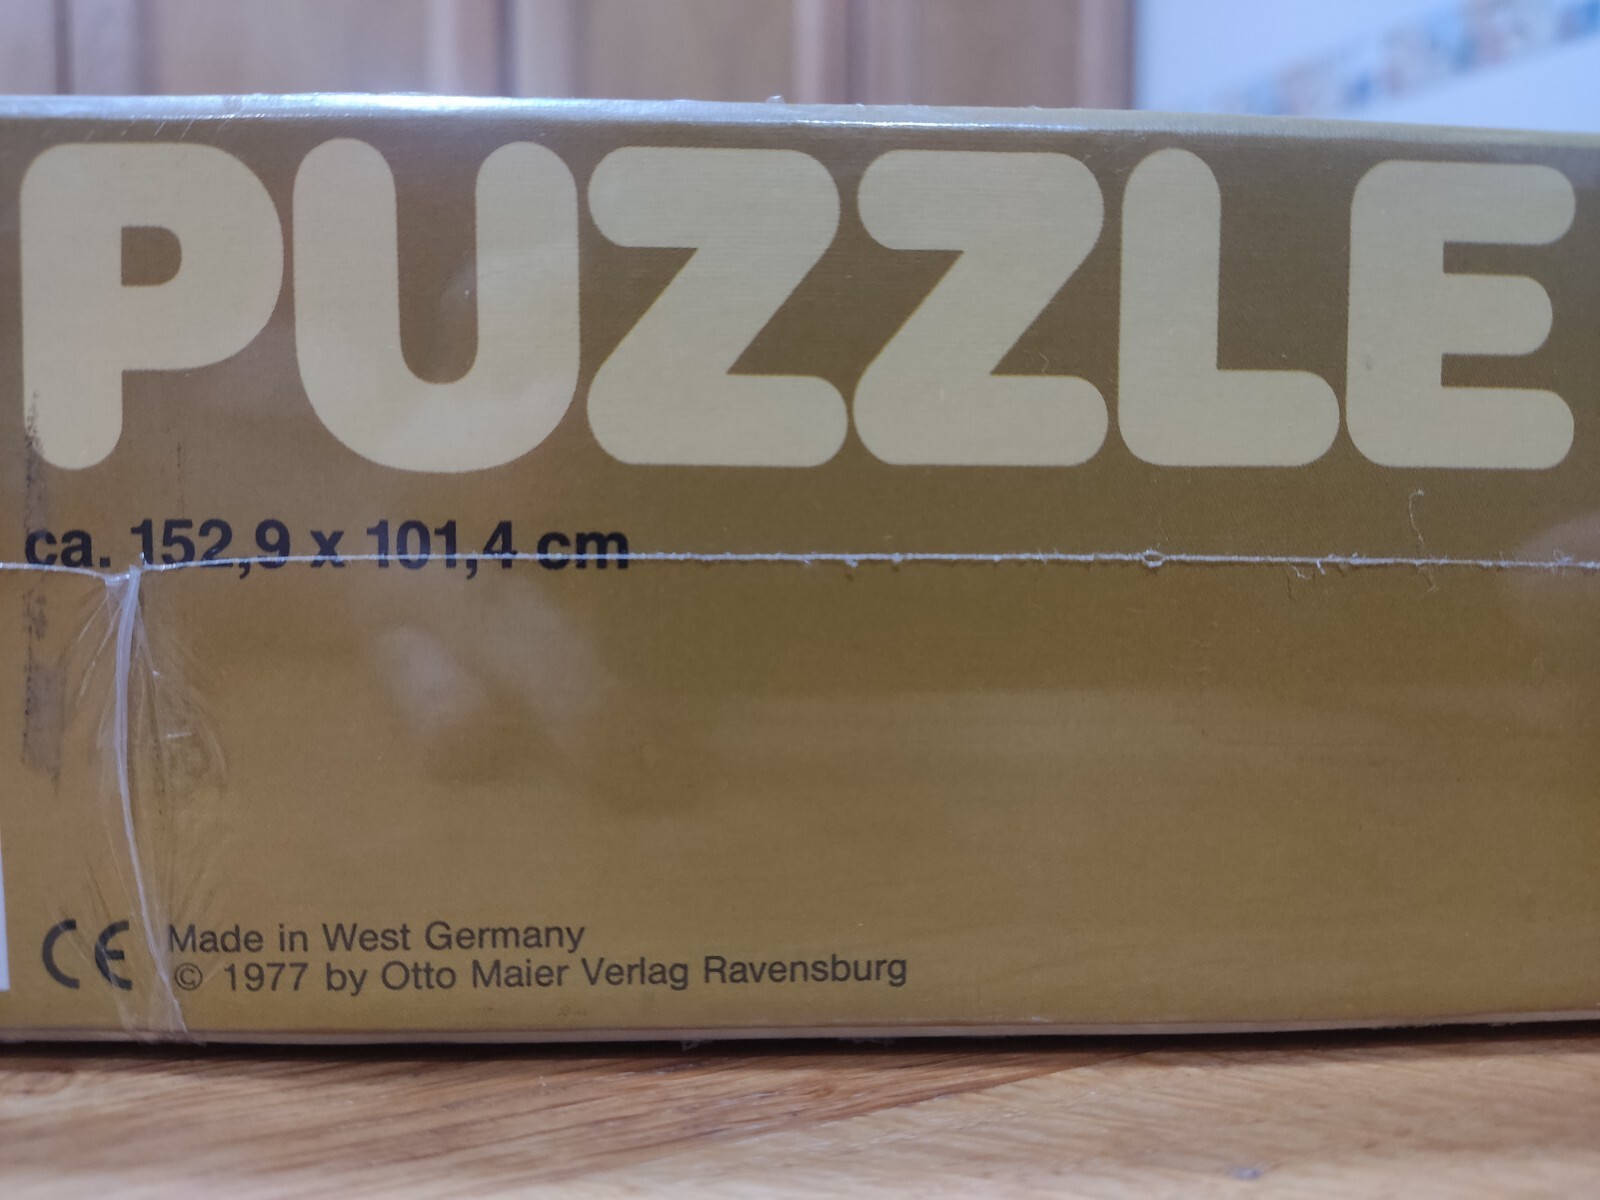 PUZZLE
ca. 152,9 x 101,4 cm
CE Made in West Germany
© 1977 by Otto Maier Verlag Ravensburg